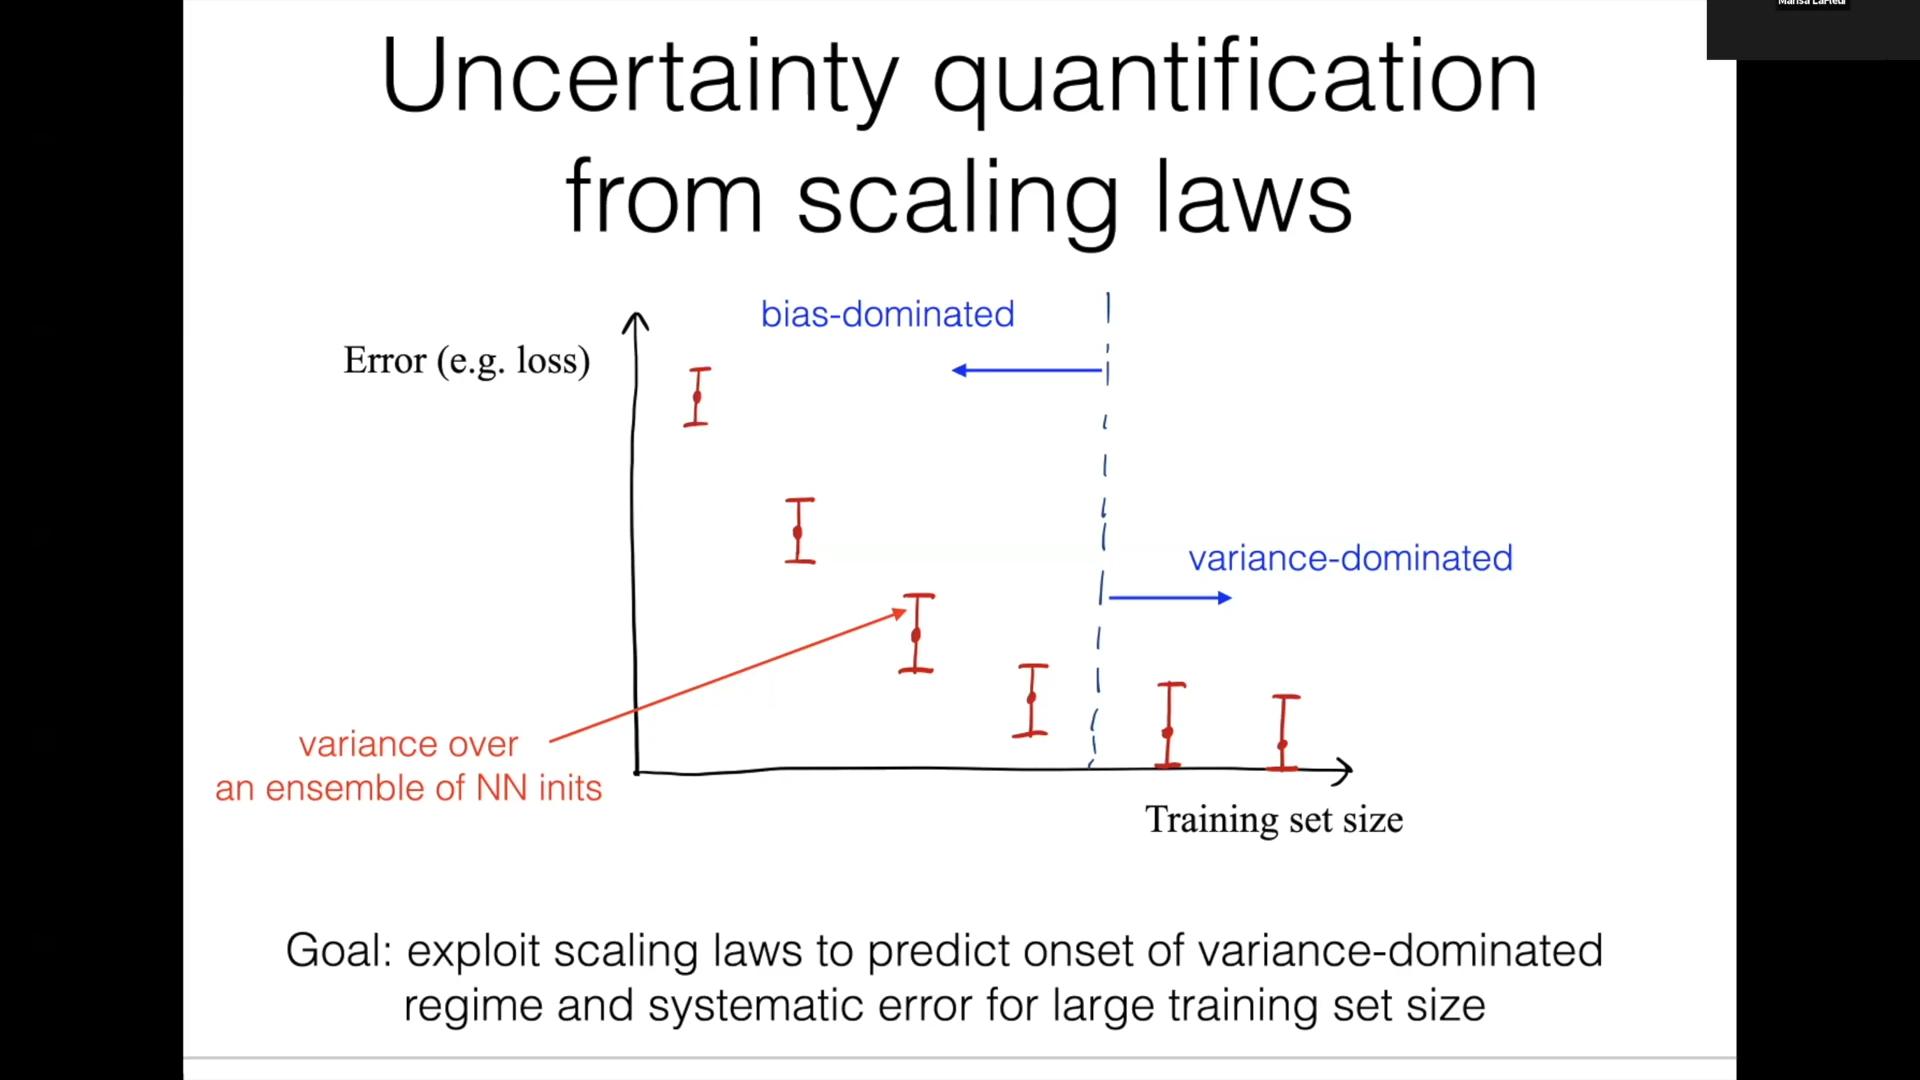 Uncertainty quantification
from scaling laws
bias-dominated
Error (e.g. loss)
variance-dominated
variance over
an ensemble of NN inits
Training set size
Goal: exploit scaling laws to predict onset of variance-dominated
regime and systematic error for large training set size